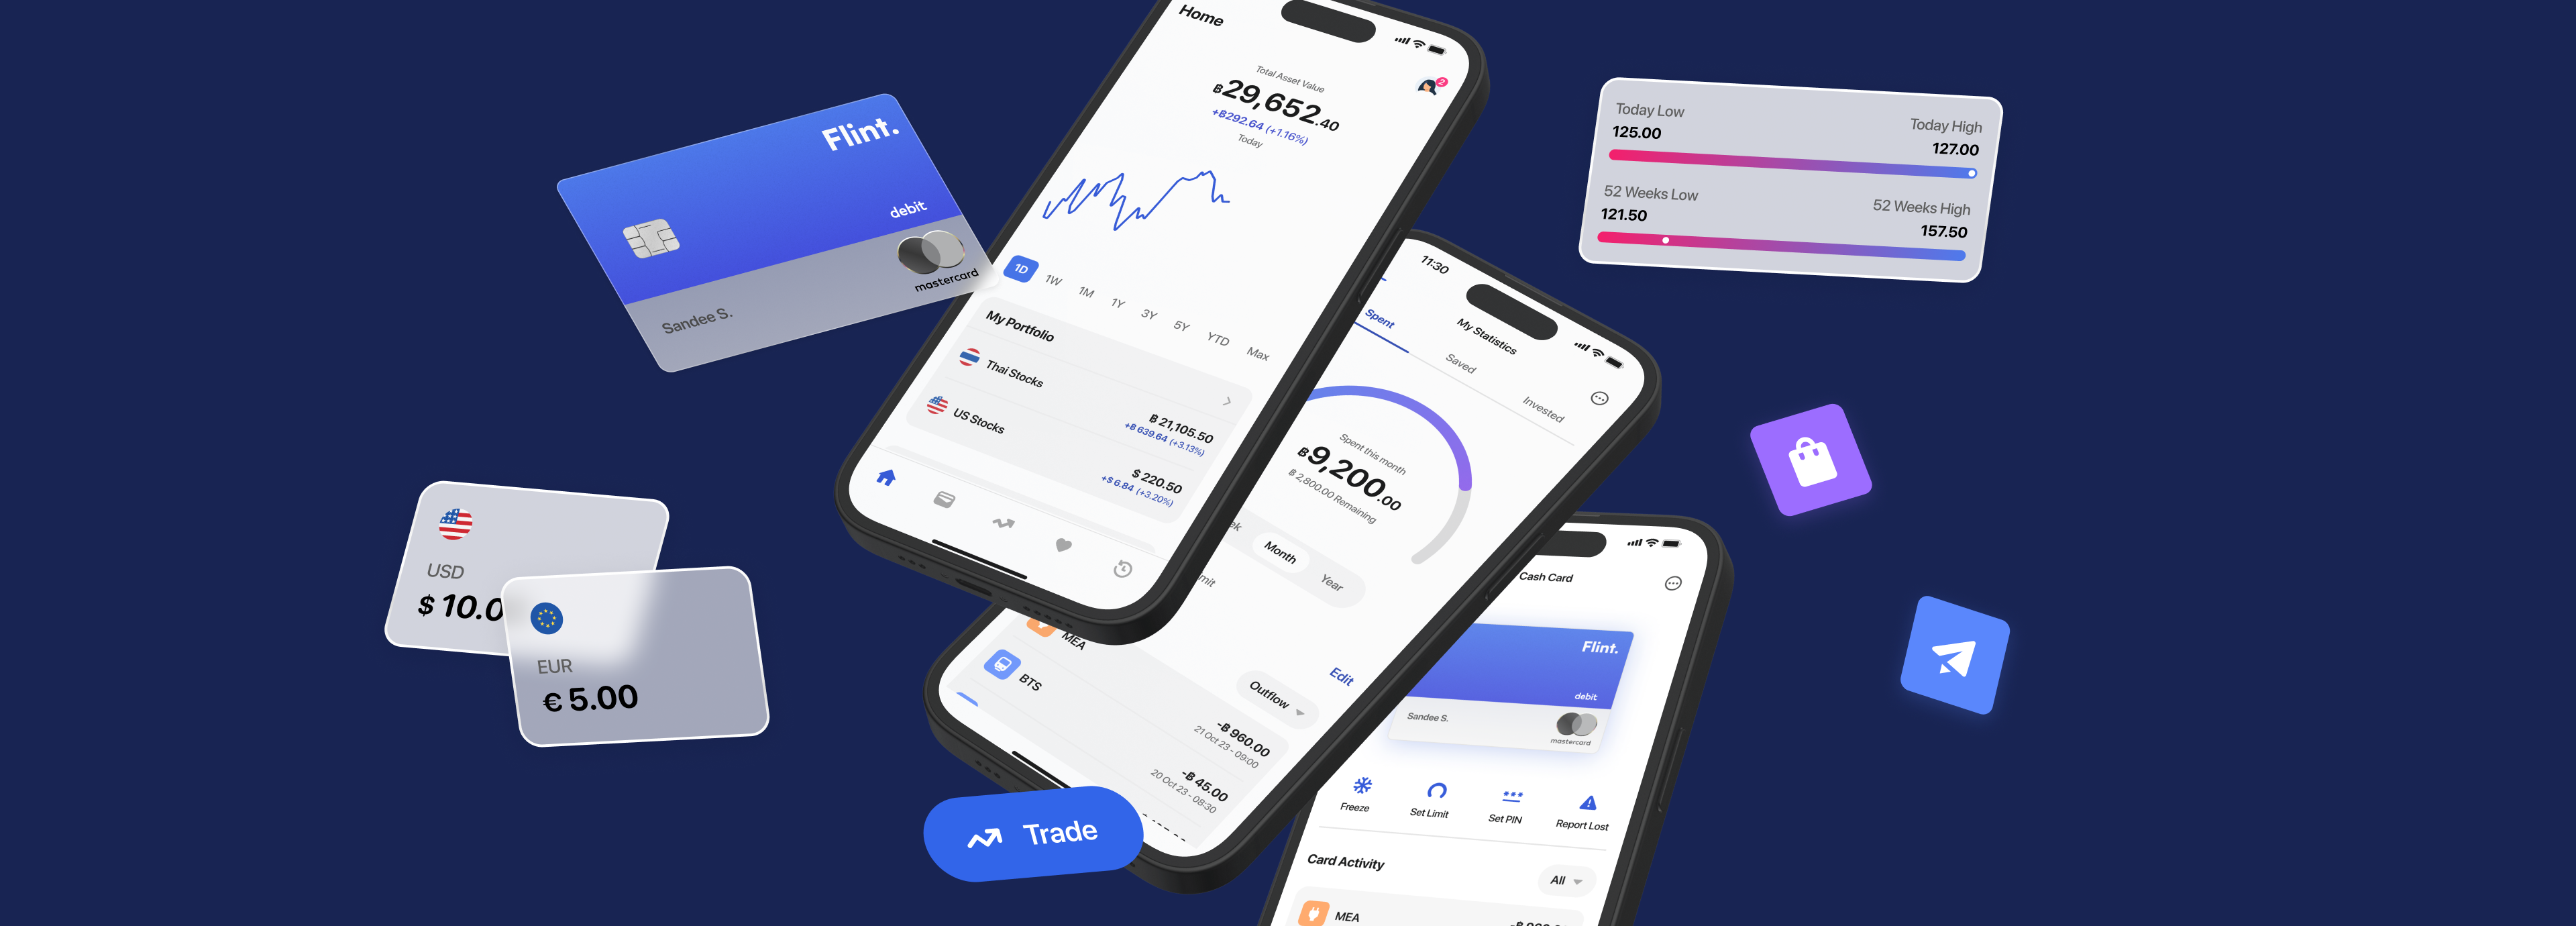 Flint.
debit
mastercard
Sandee S.
USD
$ 10.0
EUR
€ 5.00
Home
2
Total Asset Value
฿29,652.40
+฿292.64 (+1.16%)
Today
1D 1W 1M 1Y 3Y 5Y YTD Max
My Portfolio
Thai Stocks
฿ 21,105.50
+฿ 639.64 (+3.13%)
US Stocks
$ 220.50
+$ 6.84 (+3.20%)
11:30
My Statistics
Spent Saved Invested
Spent this month
฿9,200.00
฿ 2,800.00 Remaining
Month Year
Edit
Outflow
MEA
-฿ 960.00
21 Oct 23 - 09:00
BTS
-฿ 45.00
20 Oct 23 - 08:30
Trade
Cash Card
Flint.
debit
Sandee S.
mastercard
Freeze Set Limit Set PIN Report Lost
Card Activity
All
MEA
Today Low Today High
125.00 127.00
52 Weeks Low 52 Weeks High
121.50 157.50